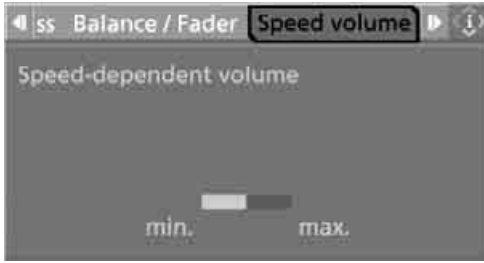 ss Balance / Fader Speed volume i
Speed-dependent volume
min. max.